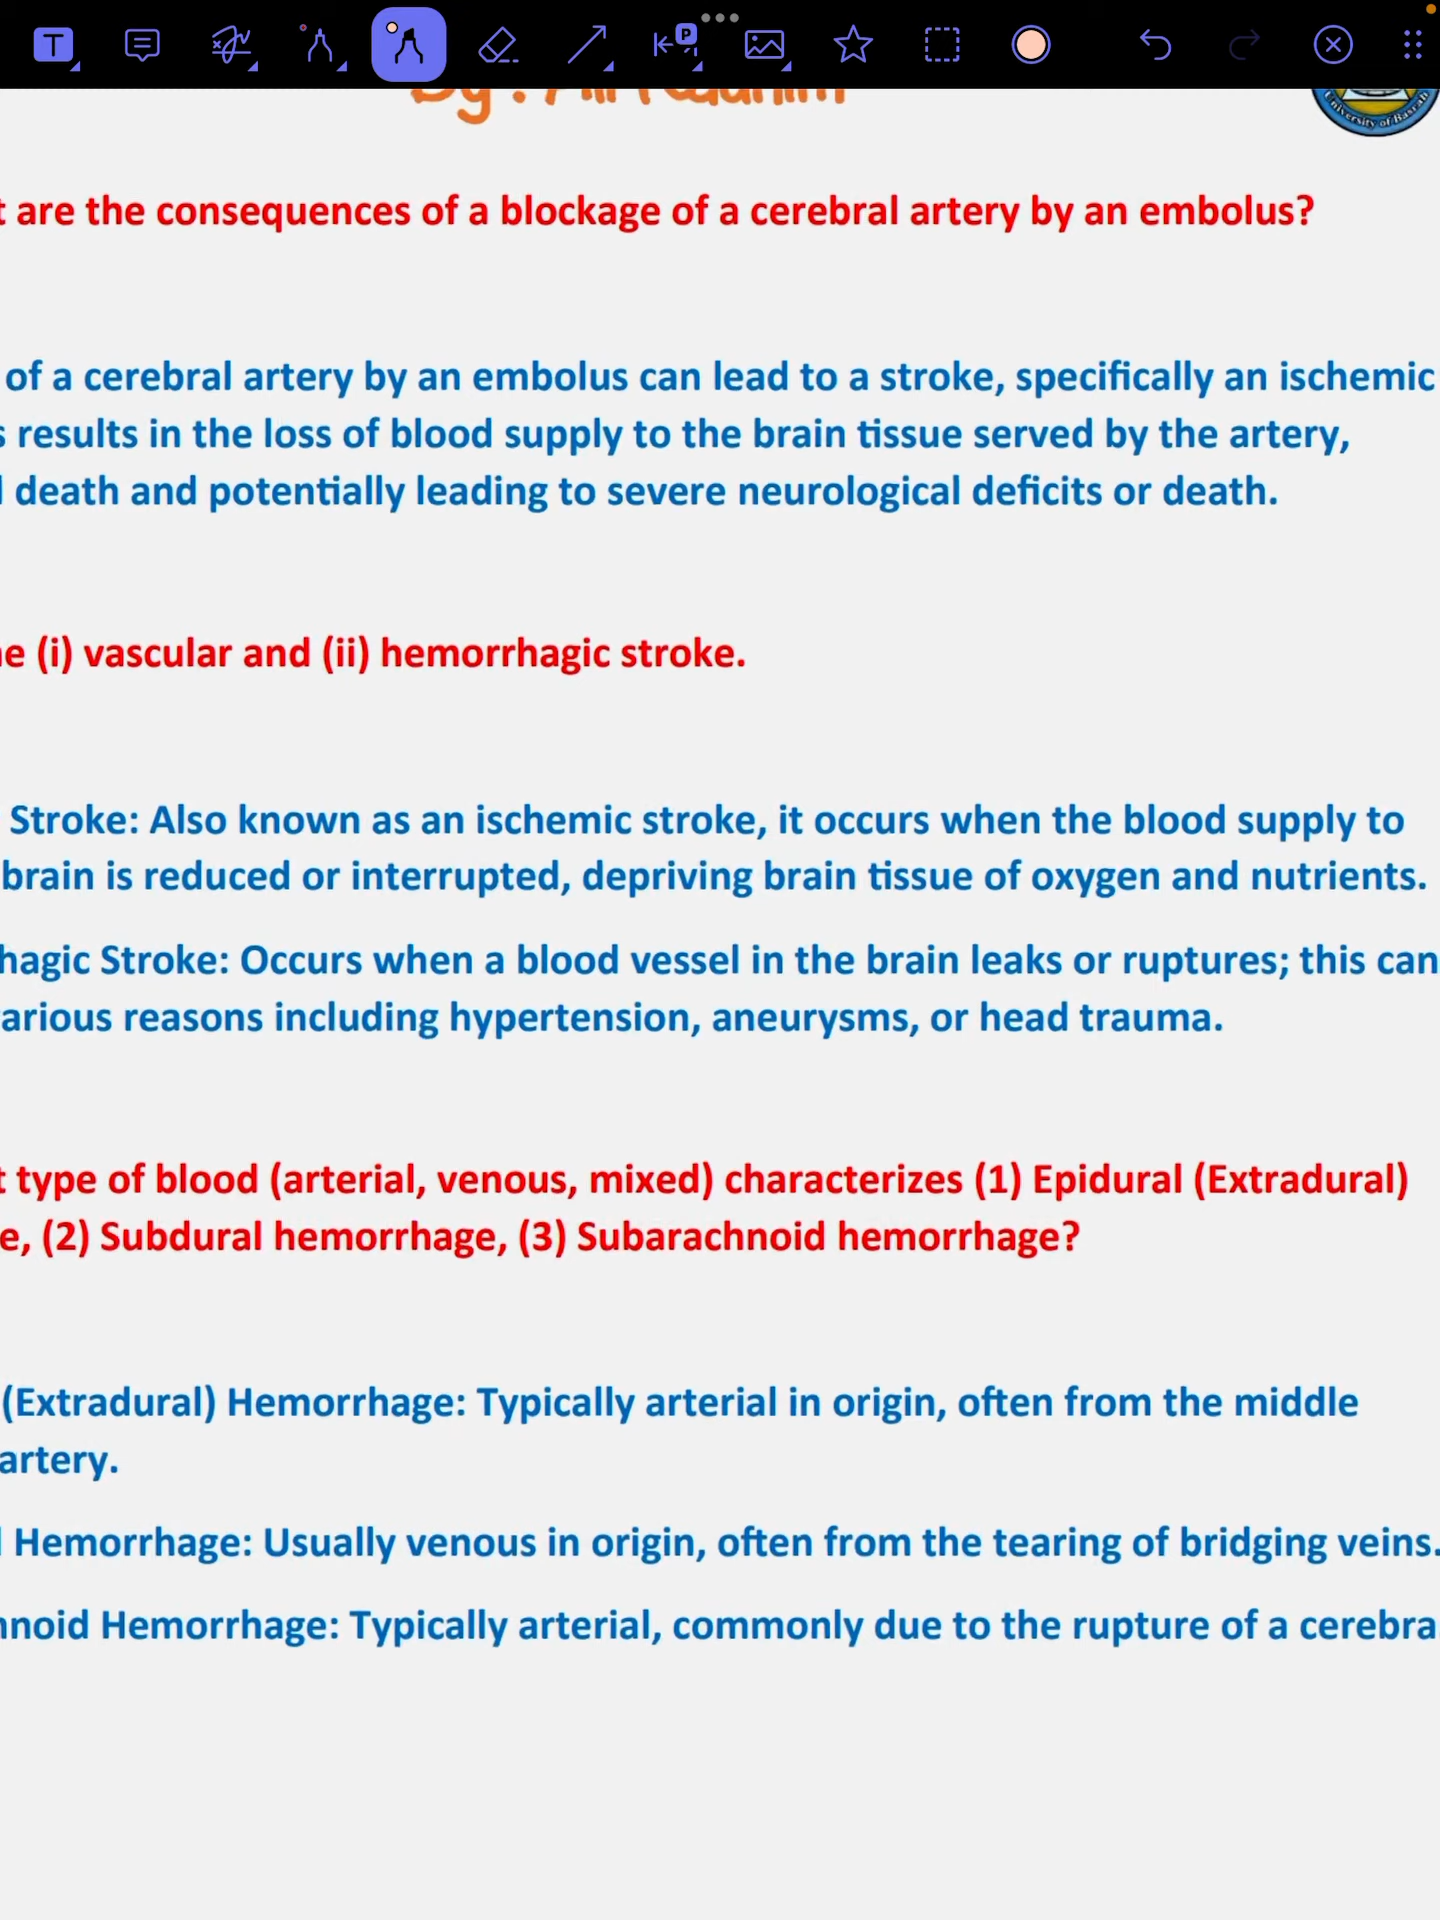 By :
University of Basrah
t are the consequences of a blockage of a cerebral artery by an embolus?
of a cerebral artery by an embolus can lead to a stroke, specifically an ischemic
s results in the loss of blood supply to the brain tissue served by the artery,
l death and potentially leading to severe neurological deficits or death.
ne (i) vascular and (ii) hemorrhagic stroke.
Stroke: Also known as an ischemic stroke, it occurs when the blood supply to
brain is reduced or interrupted, depriving brain tissue of oxygen and nutrients.
hagic Stroke: Occurs when a blood vessel in the brain leaks or ruptures; this can
arious reasons including hypertension, aneurysms, or head trauma.
t type of blood (arterial, venous, mixed) characterizes (1) Epidural (Extradural)
e, (2) Subdural hemorrhage, (3) Subarachnoid hemorrhage?
(Extradural) Hemorrhage: Typically arterial in origin, often from the middle
artery.
l Hemorrhage: Usually venous in origin, often from the tearing of bridging veins.
hnoid Hemorrhage: Typically arterial, commonly due to the rupture of a cerebra